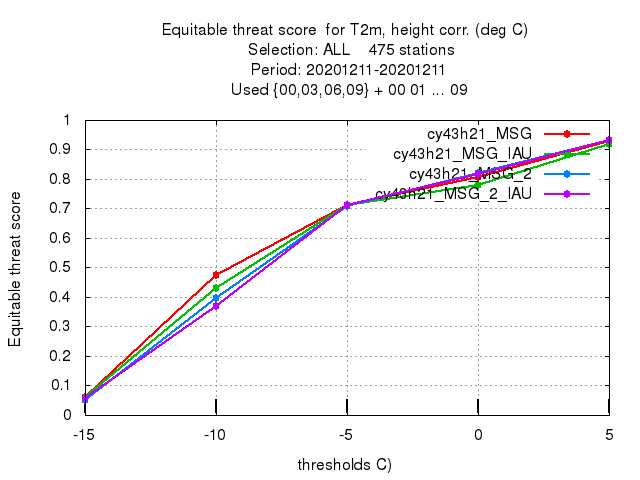 Equitable threat score for T2m, height corr. (deg C)
Selection: ALL 475 stations
Period: 20201211-20201211
Used {00,03,06,09} + 00 01 ... 09
Equitable threat score
1
0.9
0.8
0.7
0.6
0.5
0.4
0.3
0.2
0.1
0
cy43h21_MSG
cy43h21_MSG_IAU
cy43h21_MSG_2
cy43h21_MSG_2_IAU
-15 -10 -5 0 5
thresholds C)